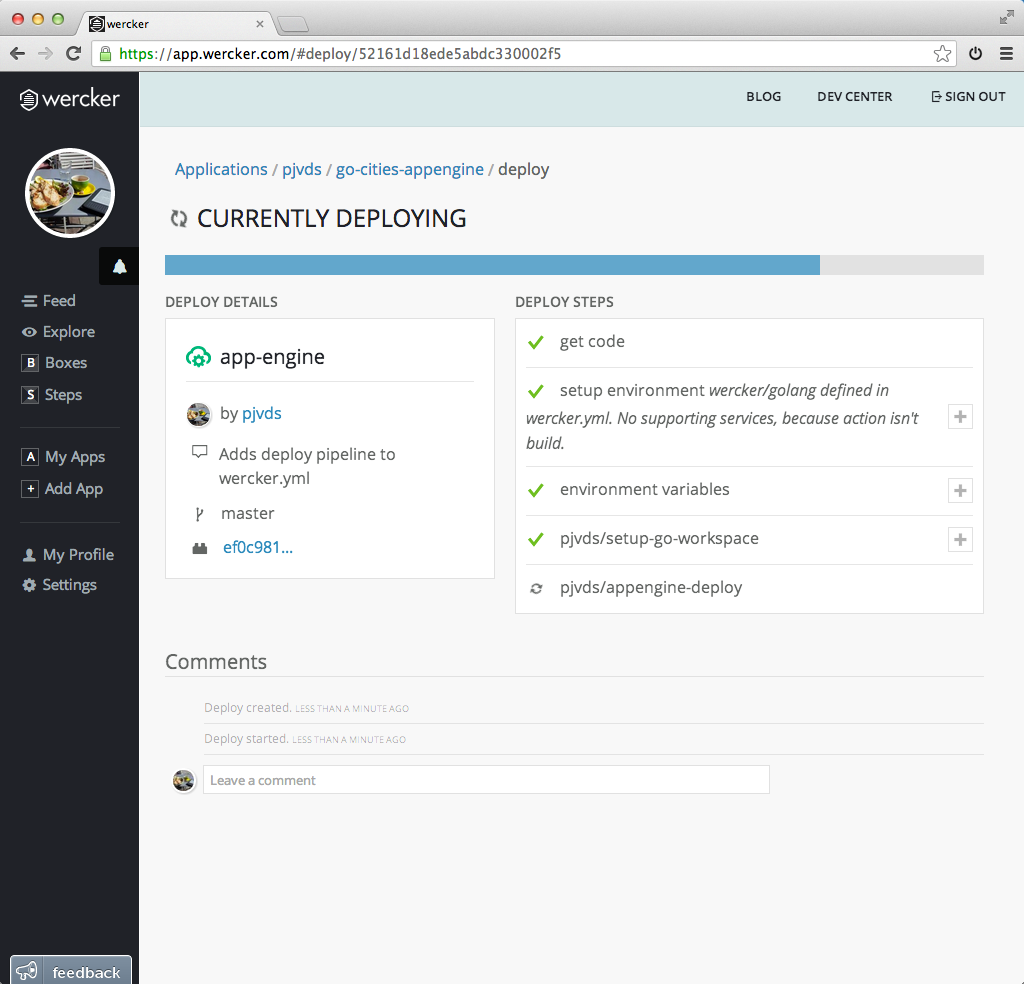 wercker
https://app.wercker.com/#deploy/52161d18ede5abdc330002f5
wercker
BLOG
DEV CENTER
SIGN OUT
Feed
Explore
B Boxes
S Steps
A My Apps
+ Add App
My Profile
Settings
feedback
Applications / pjvds / go-cities-appengine / deploy
CURRENTLY DEPLOYING
DEPLOY DETAILS
app-engine
by pjvds
Adds deploy pipeline to
wercker.yml
master
ef0c981...
DEPLOY STEPS
get code
setup environment wercker/golang defined in
wercker.yml. No supporting services, because action isn't
build.
environment variables
pjvds/setup-go-workspace
pjvds/appengine-deploy
Comments
Deploy created. LESS THAN A MINUTE AGO
Deploy started. LESS THAN A MINUTE AGO
Leave a comment